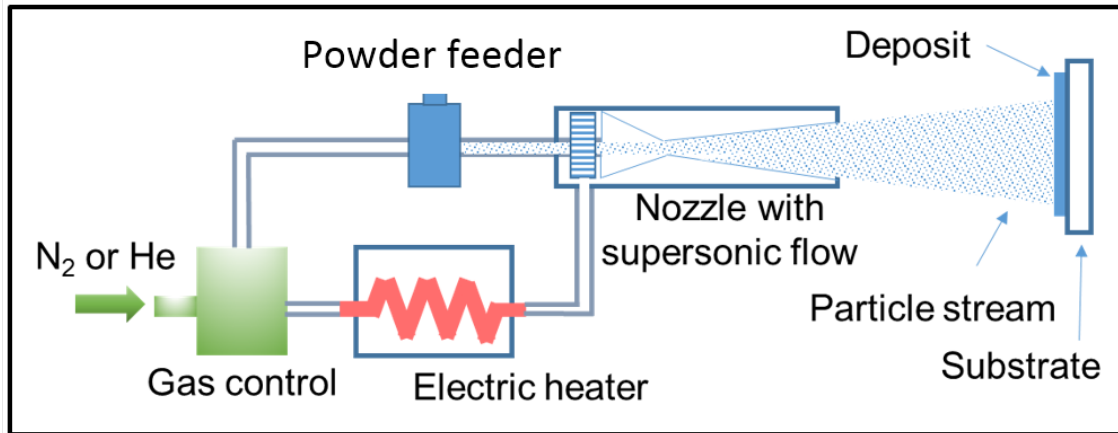 Powder feeder
Deposit
N₂ or He
Nozzle with
supersonic flow
Particle stream
Substrate
Gas control
Electric heater